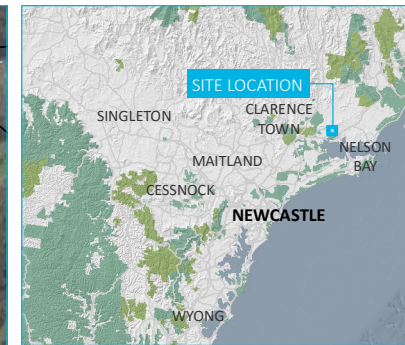 SITE LOCATION
CLARENCE
TOWN
SINGLETON
NELSON
BAY
MAITLAND
CESSNOCK
NEWCASTLE
WYONG